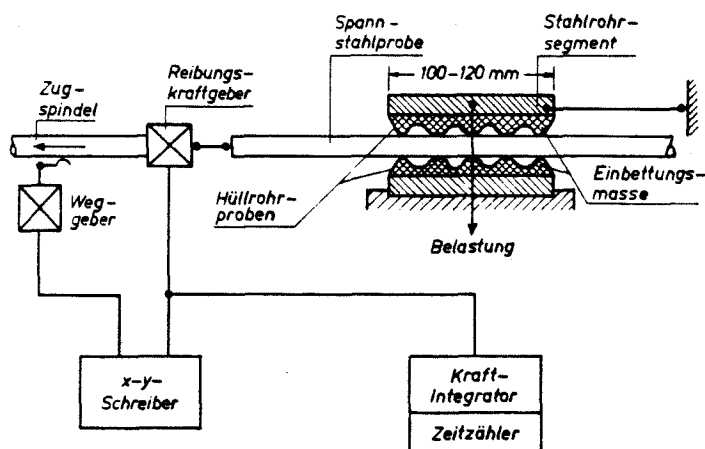 Spann-
stahlprobe
Stahlrohr-
segment
Reibungs-
kraftgeber
100-120 mm
Zug-
spindel
Weg-
geber
Hüllrohr-
proben
Einbettungs-
masse
Belastung
x-y-
Schreiber
Kraft-
Integrator
Zeitzähler